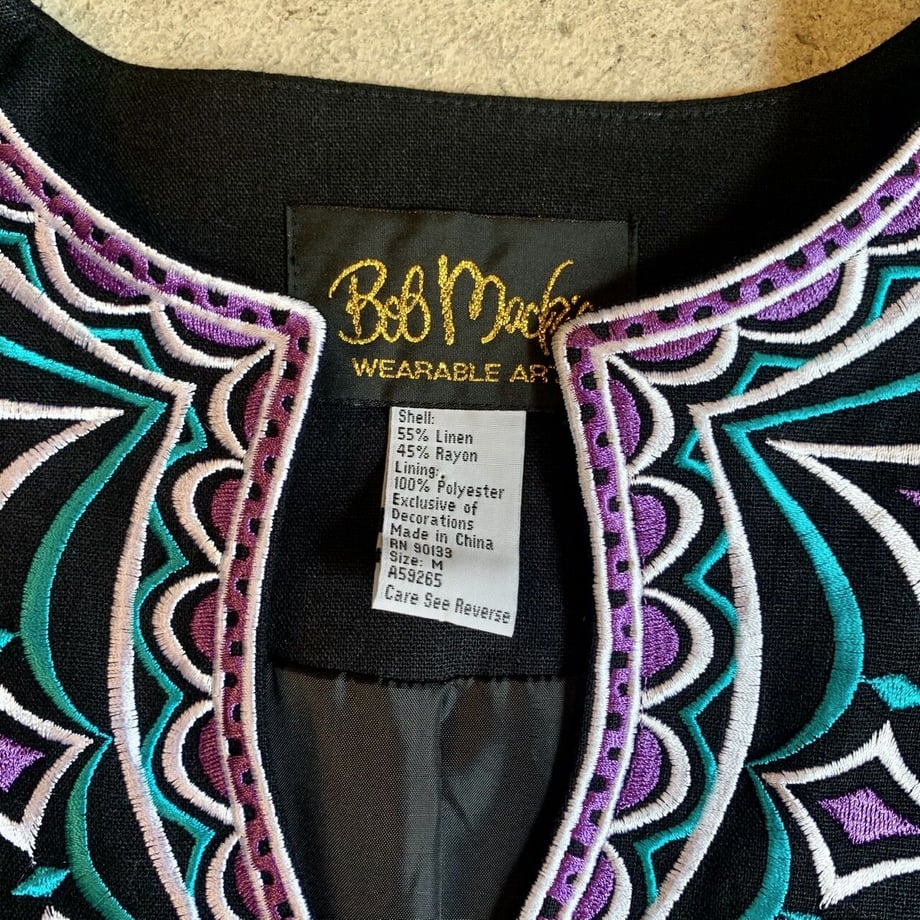 Bob Mackie
WEARABLE ART
Shell:
55% Linen
45% Rayon
Lining:
100% Polyester
Exclusive of
Decorations
Made in China
RN 90133
Size: M
A59265
Care See Reverse